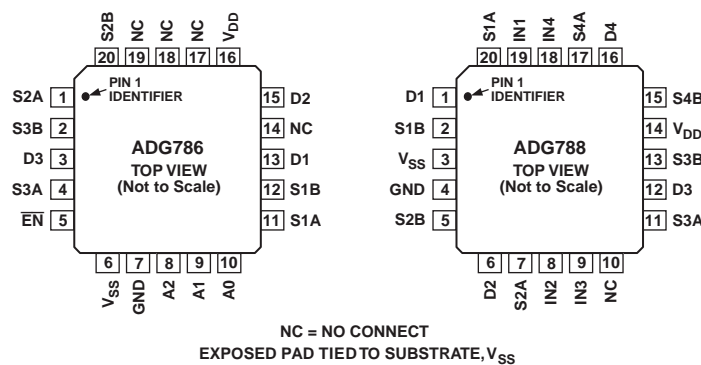 S2B NC NC NC VDD
20 19 18 17 16
PIN 1
IDENTIFIER
S2A 1
S3B 2
D3 3
S3A 4
EN 5
ADG786
TOP VIEW
(Not to Scale)
15 D2
14 NC
13 D1
12 S1B
11 S1A
6 7 8 9 10
VSS GND A2 A1 A0
S1A IN1 IN4 S4A D4
20 19 18 17 16
PIN 1
IDENTIFIER
D1 1
S1B 2
VSS 3
GND 4
S2B 5
ADG788
TOP VIEW
(Not to Scale)
15 S4B
14 VDD
13 S3B
12 D3
11 S3A
6 7 8 9 10
D2 S2A IN2 IN3 NC
NC = NO CONNECT
EXPOSED PAD TIED TO SUBSTRATE, VSS